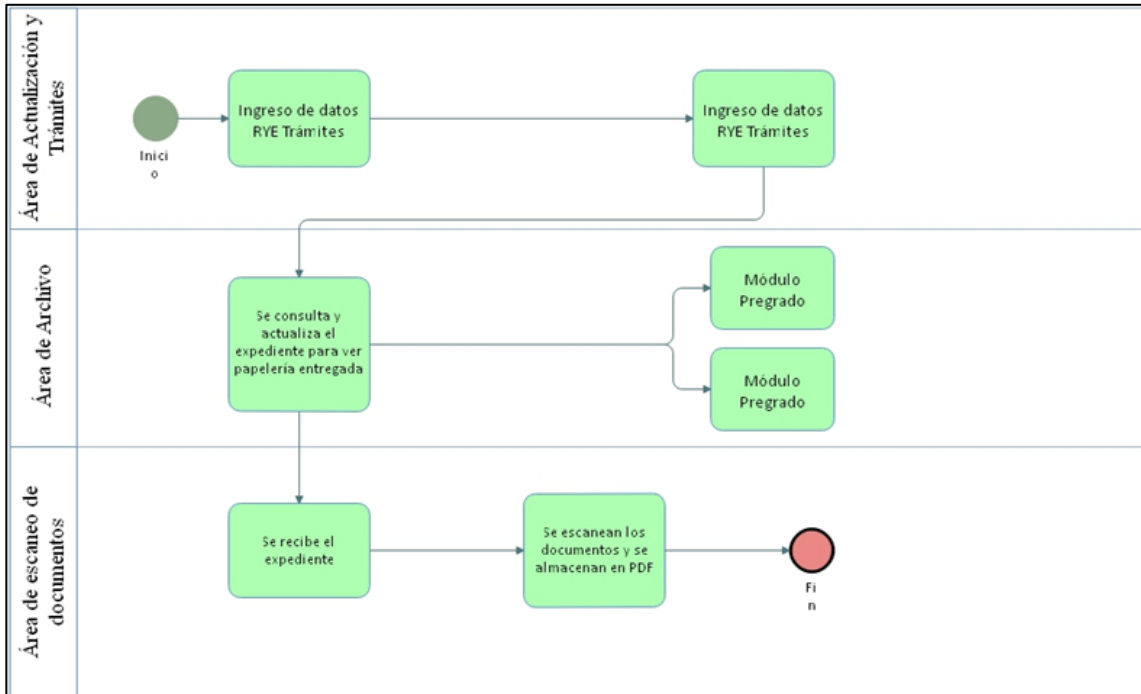 Área de Actualización y
Trámites
Ingreso de datos
RYE Trámites
Ingreso de datos
RYE Trámites
Inici
o
Área de Archivo
Se consulta y
actualiza el
expediente para ver
papelería entregada
Módulo
Pregrado
Módulo
Pregrado
Área de escaneo de
documentos
Se recibe el
expediente
Se escanean los
documentos y se
almacenan en PDF
Fi
n